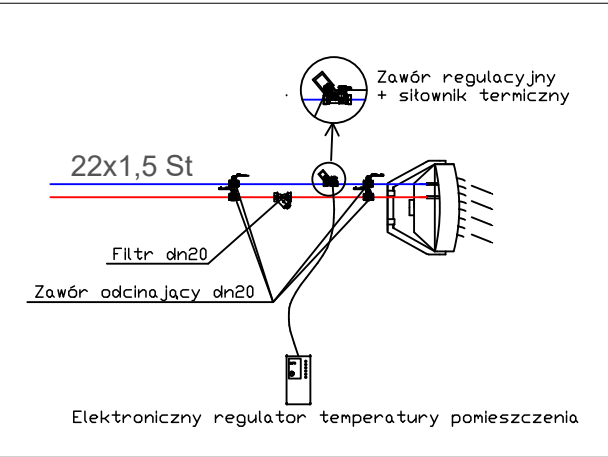 Zawór regulacyjny
+ siłownik termiczny
22x1,5 St
Filtr dn20
Zawór odcinający dn20
Elektroniczny regulator temperatury pomieszczenia